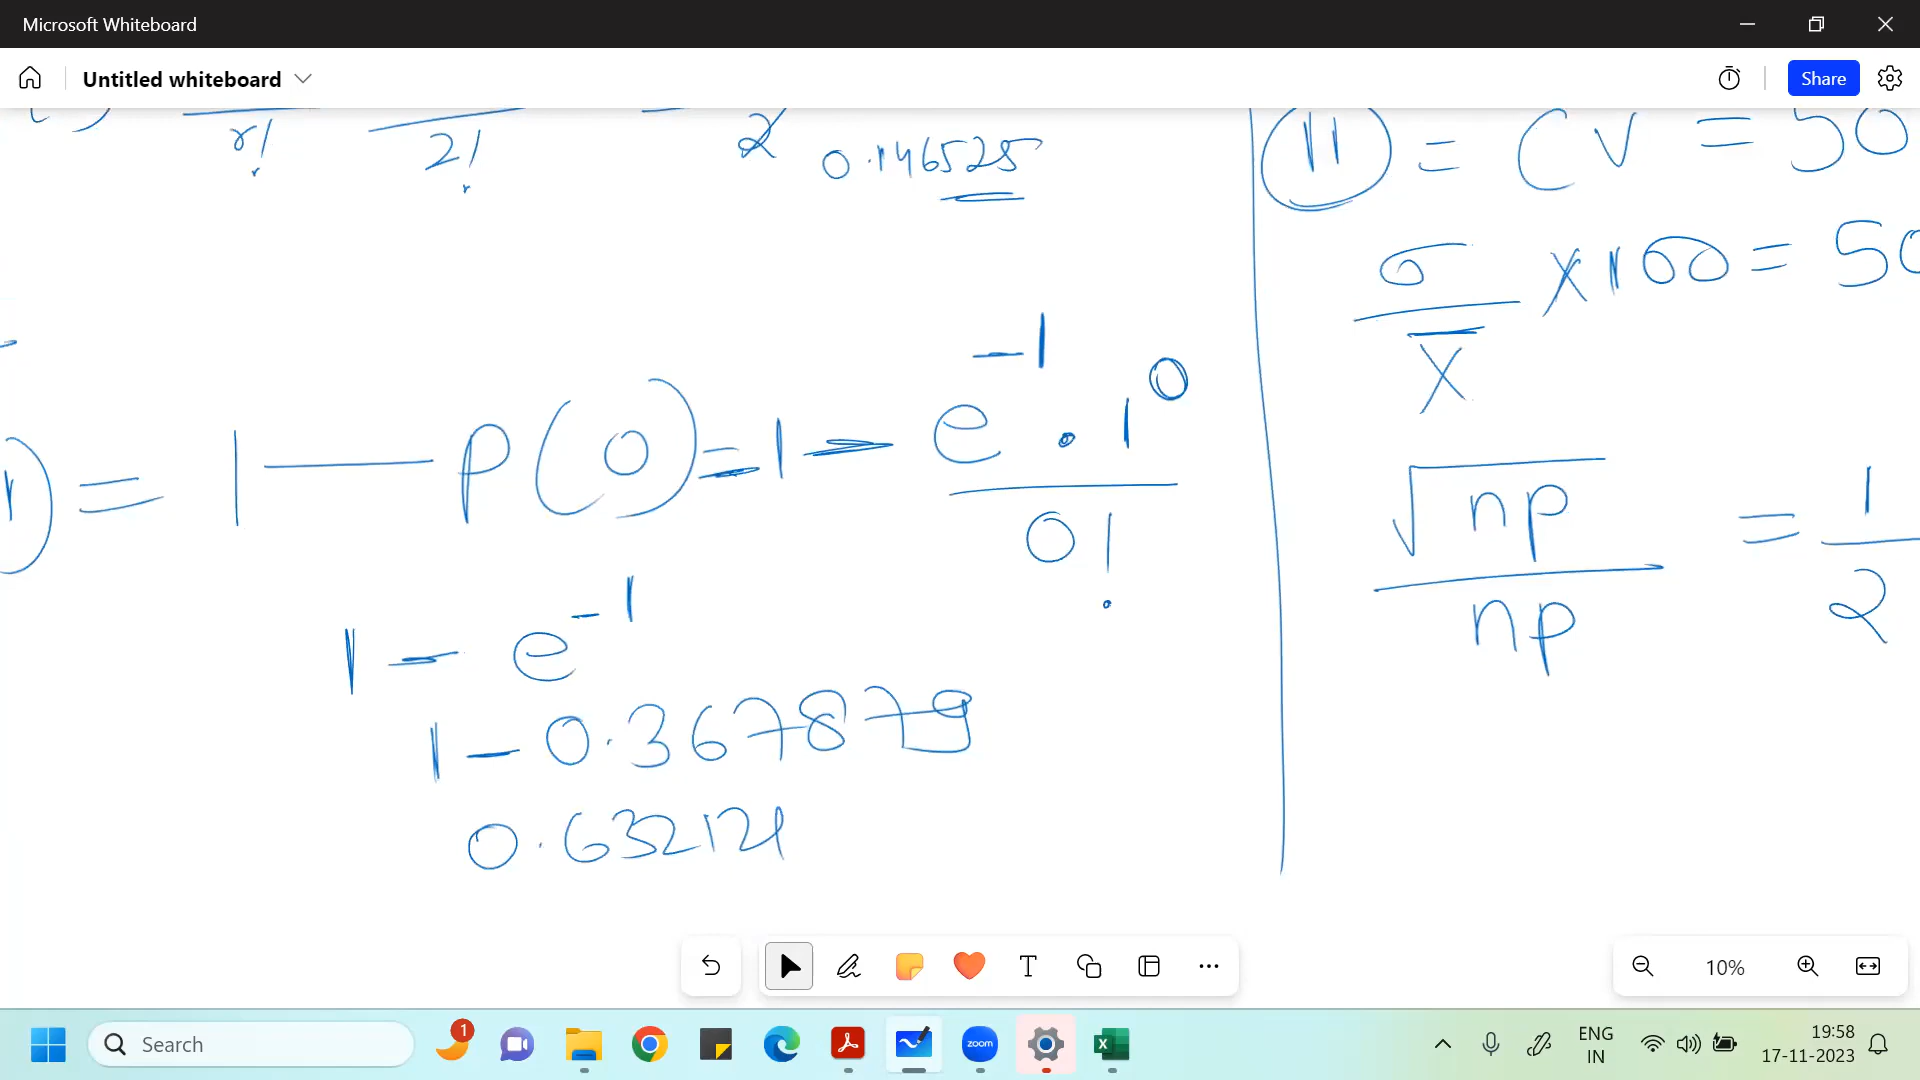 Microsoft Whiteboard
Untitled whiteboard
Share
r!
2!
2
0.146525
= 1 — P(0) = 1 - e^-1 . 1^0
0!
1 - e^-1
1 - 0.367879
0.632121
11 = CV = 50
σ
X × 100 = 50
√np
np = 1
2
10%
1
Search
zoom
ENG
IN
19:58
17-11-2023